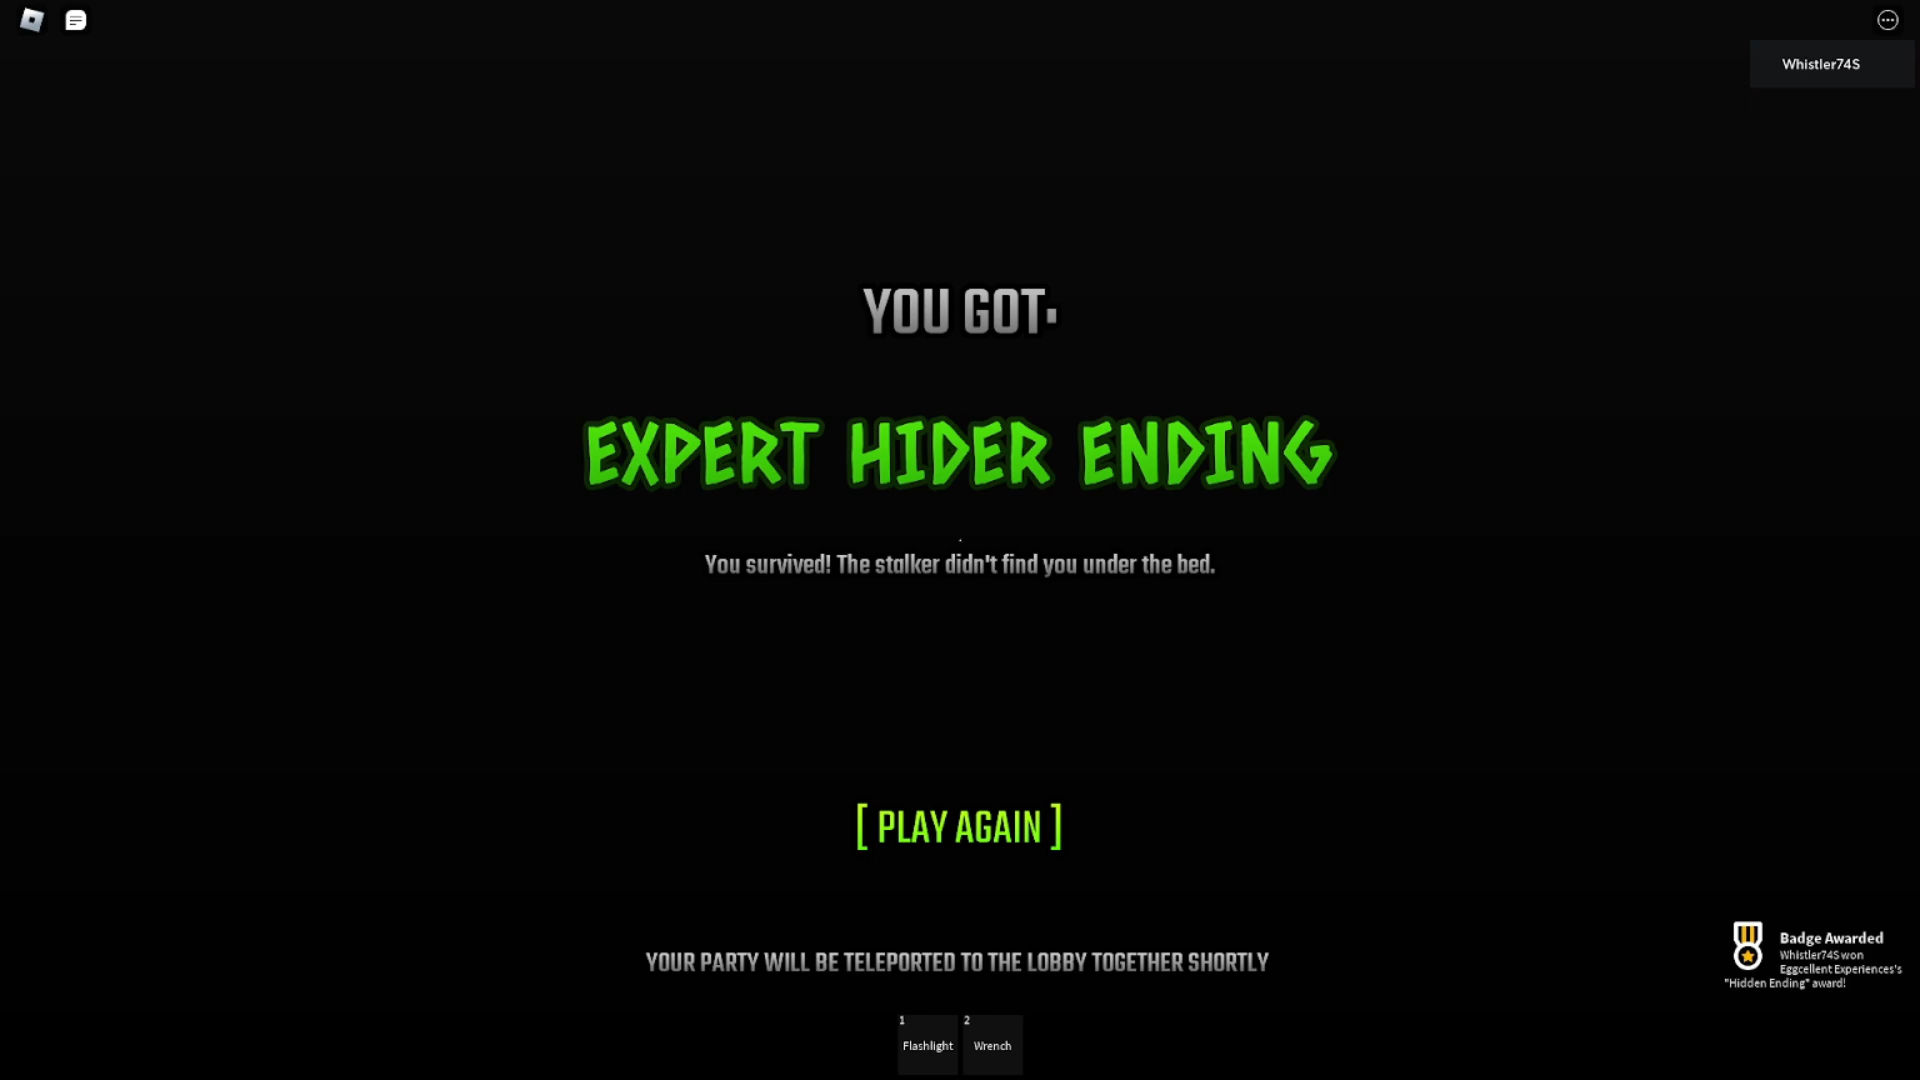 Whistler74S
YOU GOT:
EXPERT HIDER ENDING
You survived! The stalker didn't find you under the bed.
[ PLAY AGAIN ]
Badge Awarded
Whistler74S won
Eggcellent Experiences's
"Hidden Ending" award!
YOUR PARTY WILL BE TELEPORTED TO THE LOBBY TOGETHER SHORTLY
1
Flashlight
2
Wrench